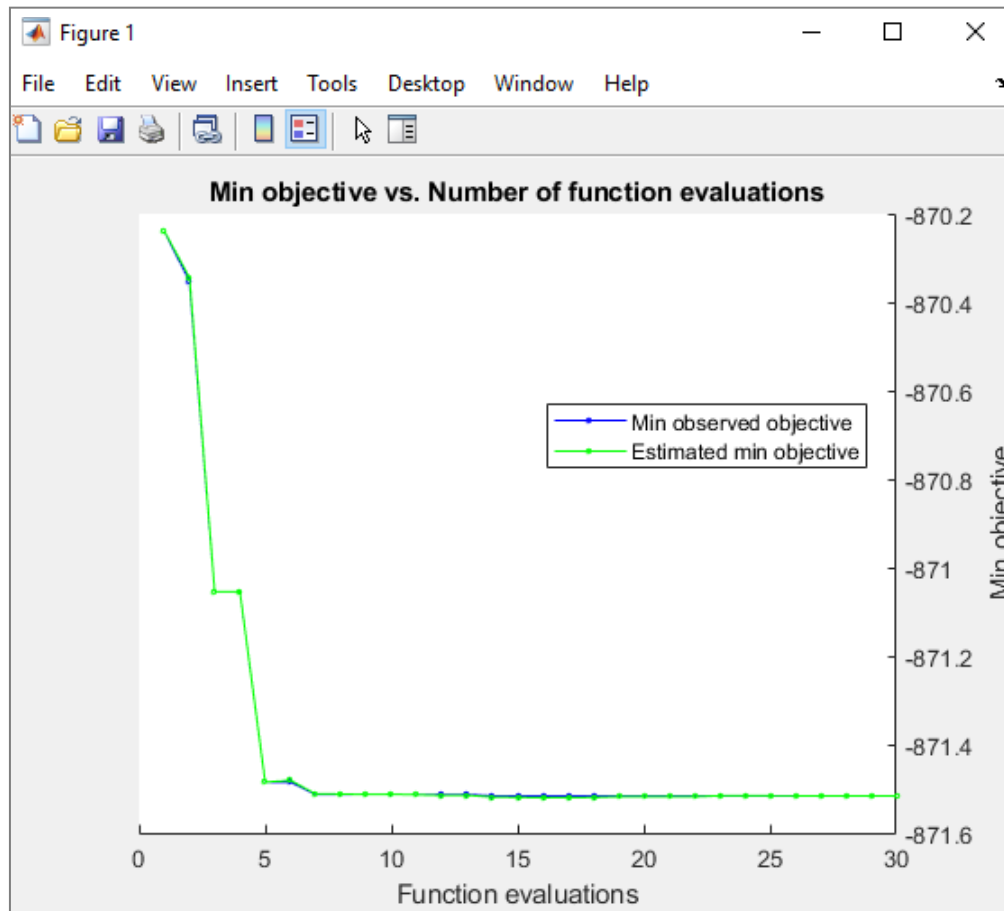 Figure 1
File Edit View Insert Tools Desktop Window Help
Min objective vs. Number of function evaluations
-870.2
-870.4
-870.6
Min observed objective
Estimated min objective
-870.8
-871
-871.2
-871.4
-871.6
Min objective
0 5 10 15 20 25 30
Function evaluations